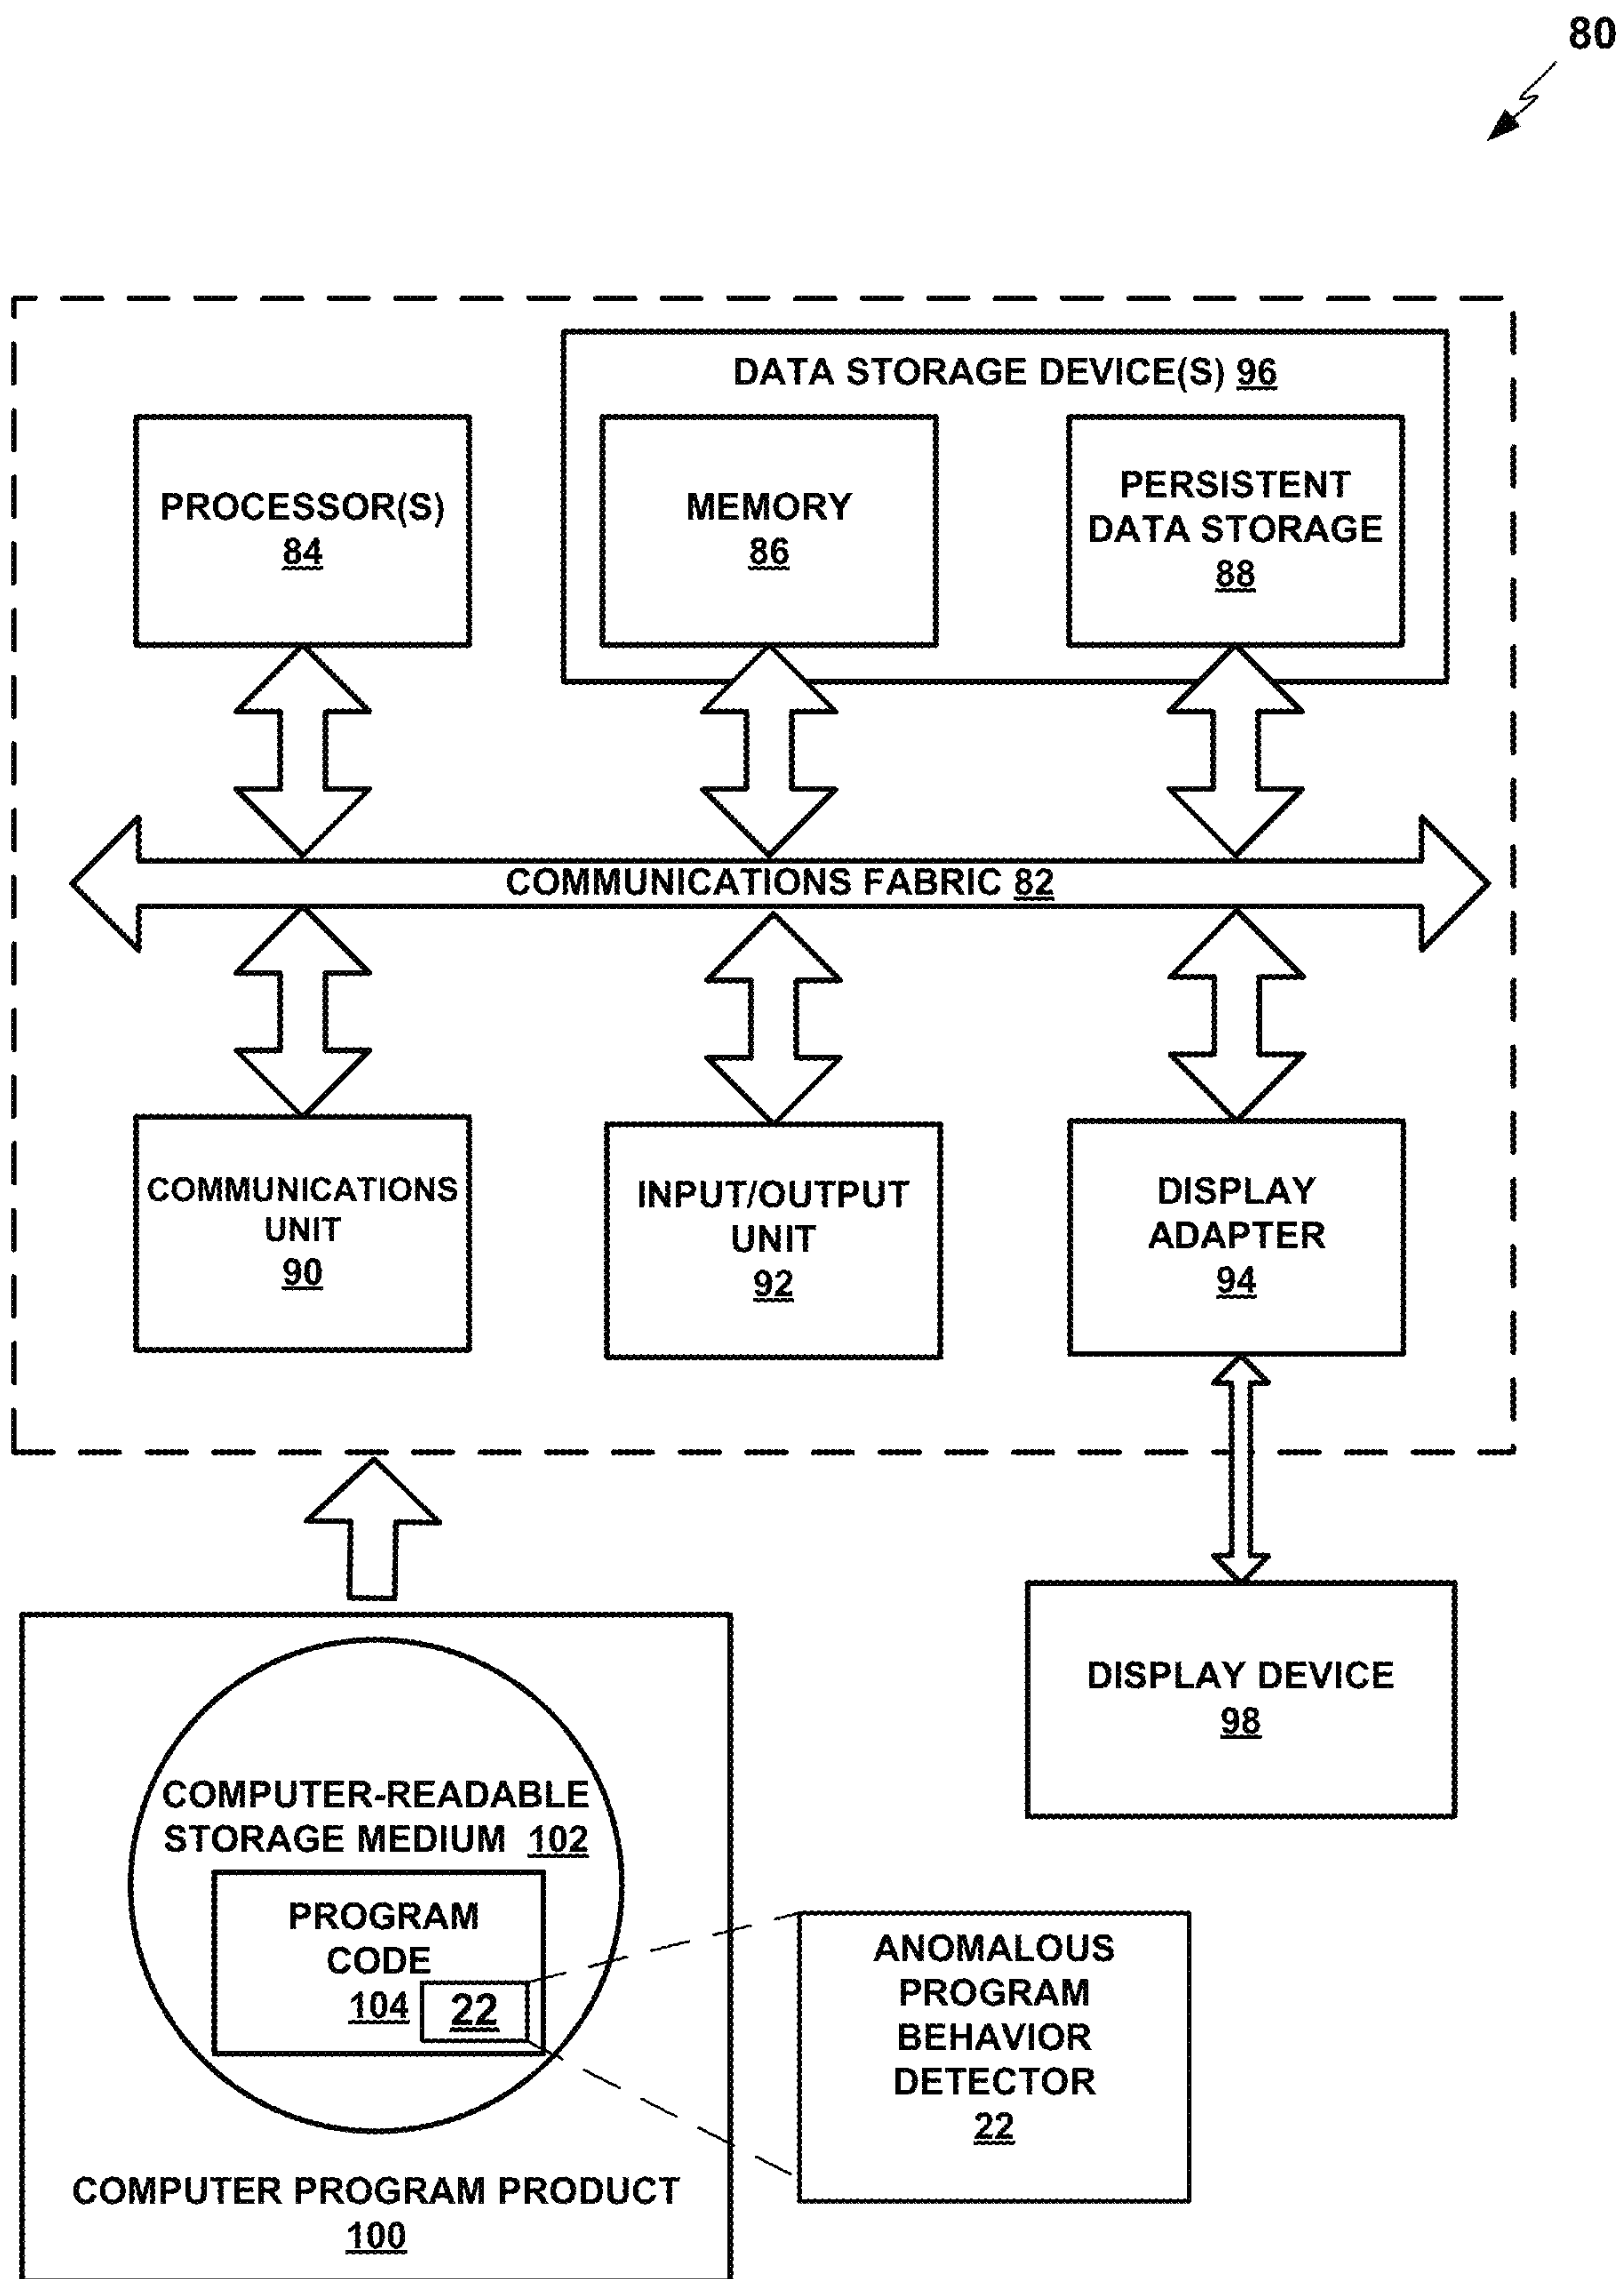 80
DATA STORAGE DEVICE(S) 96
PROCESSOR(S)
84
MEMORY
86
PERSISTENT
DATA STORAGE
88
COMMUNICATIONS FABRIC 82
COMMUNICATIONS
UNIT
90
INPUT/OUTPUT
UNIT
92
DISPLAY
ADAPTER
94
DISPLAY DEVICE
98
COMPUTER-READABLE
STORAGE MEDIUM 102
PROGRAM
CODE
104
22
ANOMALOUS
PROGRAM
BEHAVIOR
DETECTOR
22
COMPUTER PROGRAM PRODUCT
100